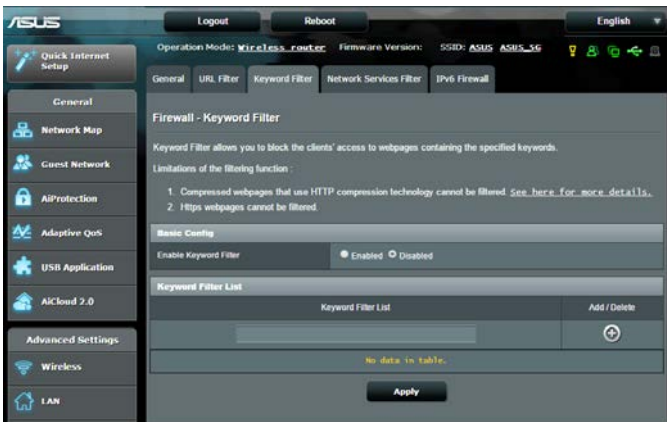 ASUS
Logout
Reboot
English
Operation Mode: Wireless router Firmware Version: SSID: ASUS ASUS_5G
Quick Internet
Setup
General
Network Map
Guest Network
AiProtection
Adaptive QoS
USB Application
AiCloud 2.0
Advanced Settings
Wireless
LAN
General
URL Filter
Keyword Filter
Network Services Filter
IPv6 Firewall
Firewall - Keyword Filter
Keyword Filter allows you to block the clients' access to webpages containing the specified keywords.
Limitations of the filtering function :
1. Compressed webpages that use HTTP compression technology cannot be filtered. See here for more details.
2. Https webpages cannot be filtered.
Basic Config
Enable Keyword Filter
Enabled
Disabled
Keyword Filter List
Keyword Filter List
Add / Delete
No data in table.
Apply